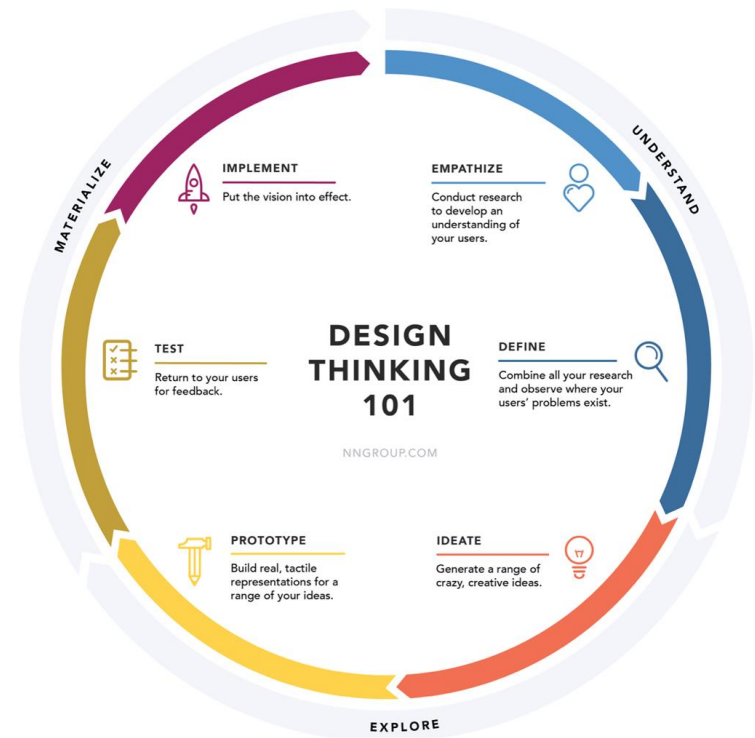 DESIGN
THINKING
101
NNGROUP.COM
UNDERSTAND
EMPATHIZE
Conduct research
to develop an
understanding of
your users.
DEFINE
Combine all your research
and observe where your
users' problems exist.
EXPLORE
IDEATE
Generate a range of
crazy, creative ideas.
PROTOTYPE
Build real, tactile
representations for a
range of your ideas.
MATERIALIZE
TEST
Return to your users
for feedback.
IMPLEMENT
Put the vision into effect.